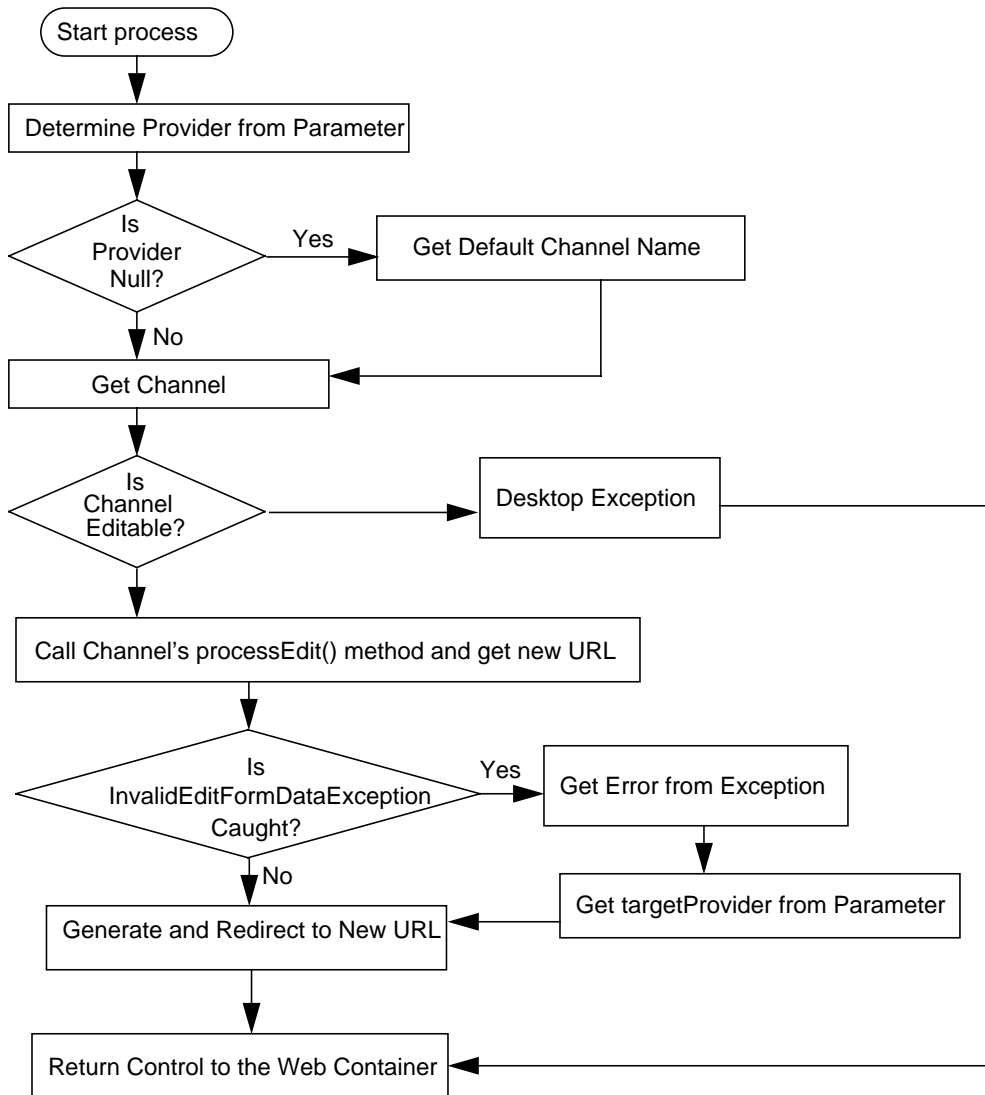 Start process
Determine Provider from Parameter
Is
Provider
Null?
Yes
Get Default Channel Name
No
Get Channel
Is
Channel
Editable?
Desktop Exception
Call Channel’s processEdit() method and get new URL
Is
InvalidEditFormDataException
Caught?
Yes
Get Error from Exception
No
Get targetProvider from Parameter
Generate and Redirect to New URL
Return Control to the Web Container